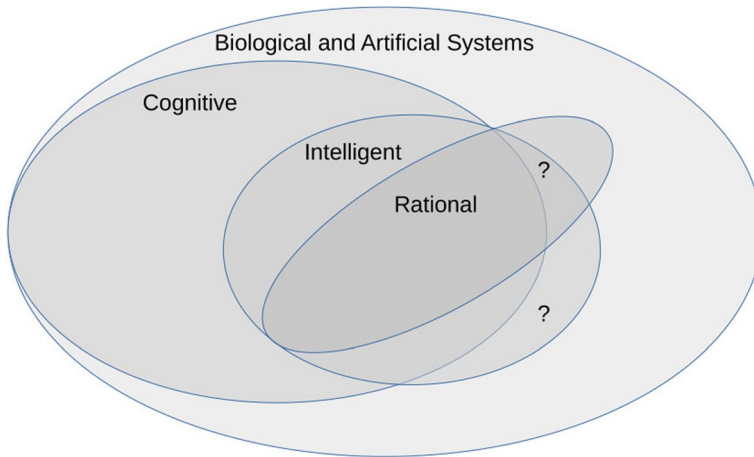 Biological and Artificial Systems
Cognitive
Intelligent
?
Rational
?